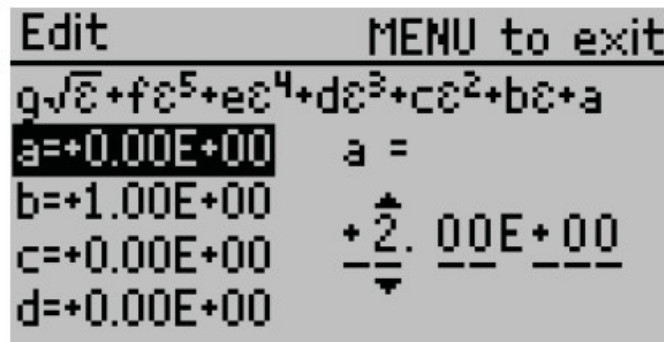 Edit MENU to exit
g√ε+fε⁵+eε⁴+dε³+cε²+bε+a
a=+0.00E+00 a =
b=+1.00E+00 +2.00E+00
c=+0.00E+00
d=+0.00E+00